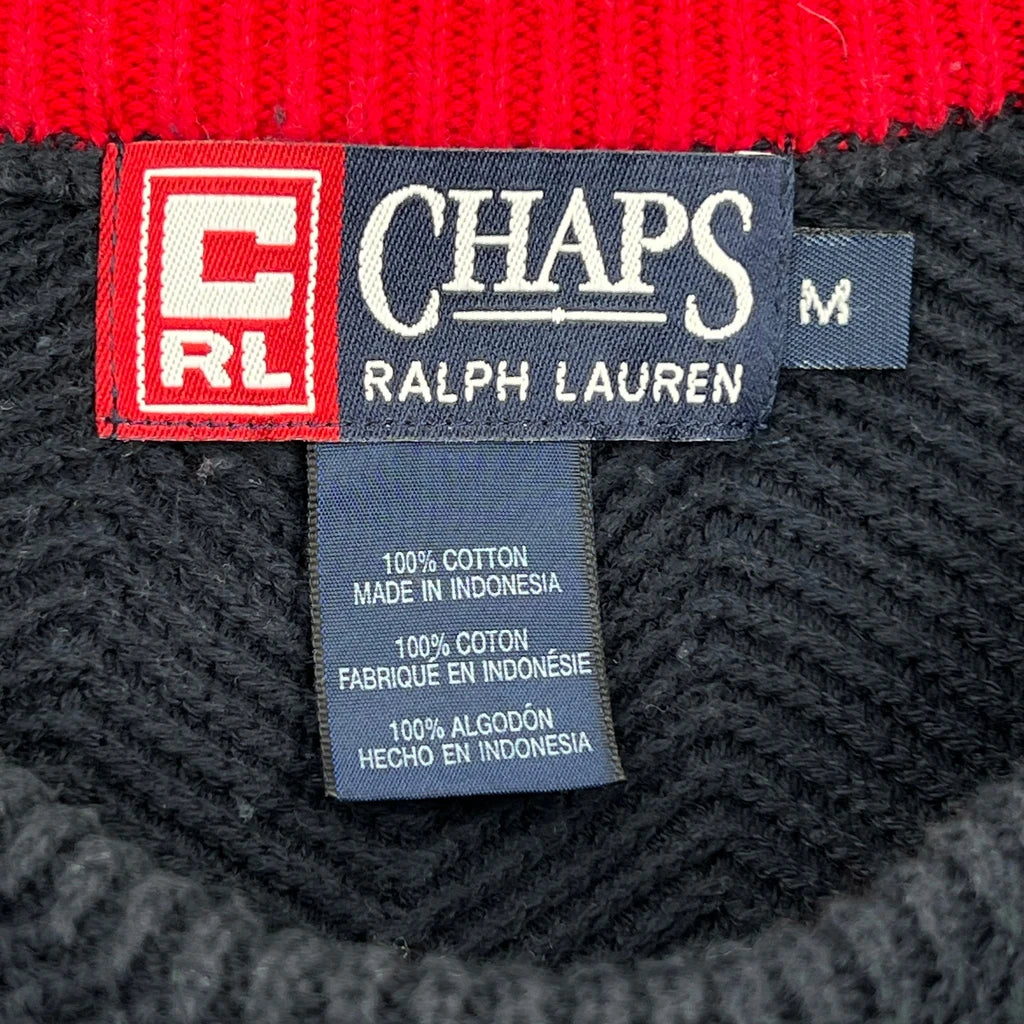 C
RL
CHAPS
RALPH LAUREN
M
100% COTTON
MADE IN INDONESIA
100% COTON
FABRIQUÉ EN INDONÉSIE
100% ALGODÓN
HECHO EN INDONESIA